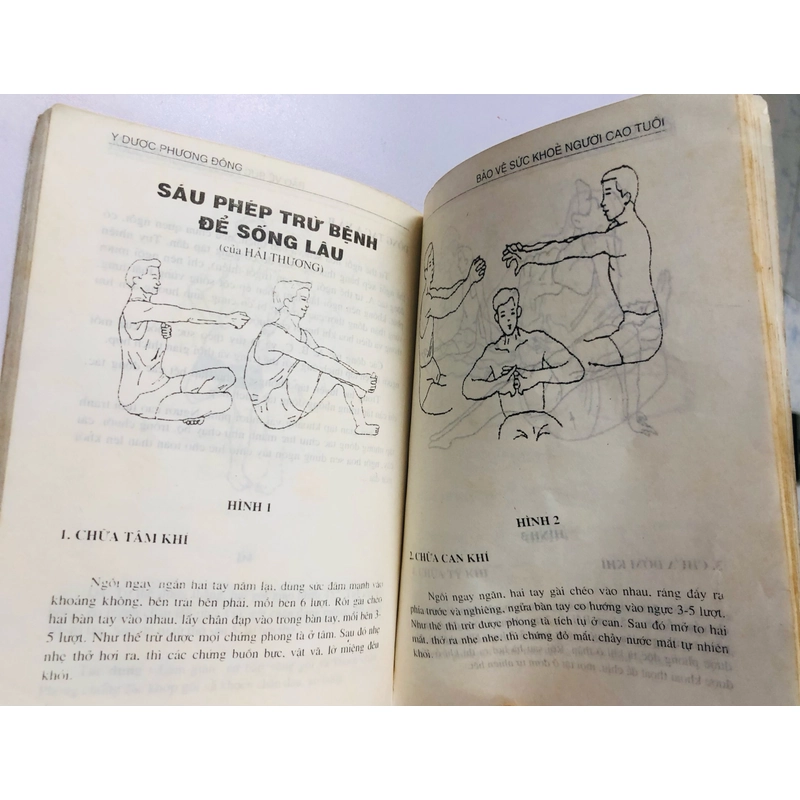 Y DƯỢC PHƯƠNG ĐÔNG
SÁU PHÉP TRỪ BỆNH
ĐỂ SỐNG LÂU
(của HẢI THƯỢNG)
HÌNH 1
1. CHỮA TÂM KHÍ
Ngồi ngay ngắn hai tay nắm lại, dùng sức đấm mạnh vào
khoảng không, bên trái bên phải, mỗi bên 6 lượt. Rồi gài chéo
hai bàn tay vào nhau, lấy chân đạp vào trong bàn tay, mỗi bên 3-
5 lượt. Như thế trừ được mọi chứng phong tà ở tâm. Sau đó nhẹ
nhẹ thở hơi ra, thì các chứng buồn bực, vật vã, lở miệng đều
khỏi.
BẢO VỆ SỨC KHOẺ NGƯỜI CAO TUỔI
HÌNH 2
2. CHỮA CAN KHÍ
Ngồi ngay ngắn, hai tay gài chéo vào nhau, ráng đẩy ra
phía trước và nghiêng, ngửa bàn tay co hướng vào ngực 3-5 lượt.
Như thế thì trừ được phong tà tích tụ ở can. Sau đó mở to hai
mắt, thở ra nhẹ nhẹ, thì chứng đỏ mắt, chảy nước mắt tự nhiên
khỏi.